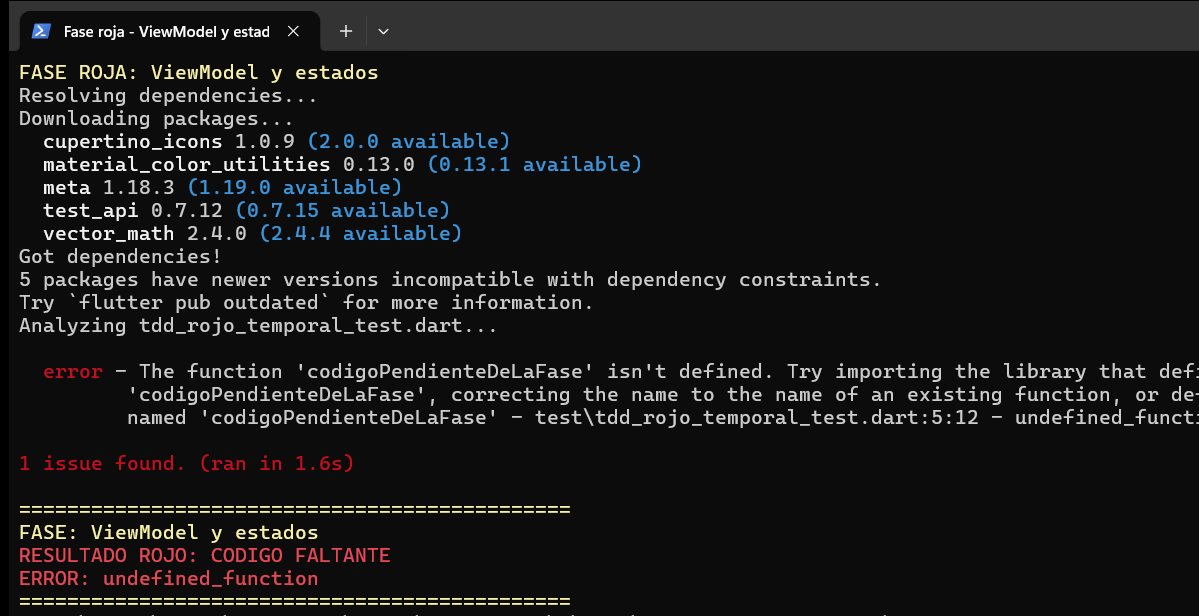 Fase roja - ViewModel y estad
FASE ROJA: ViewModel y estados
Resolving dependencies...
Downloading packages...
cupertino_icons 1.0.9 (2.0.0 available)
material_color_utilities 0.13.0 (0.13.1 available)
meta 1.18.3 (1.19.0 available)
test_api 0.7.12 (0.7.15 available)
vector_math 2.4.0 (2.4.4 available)
Got dependencies!
5 packages have newer versions incompatible with dependency constraints.
Try `flutter pub outdated` for more information.
Analyzing tdd_rojo_temporal_test.dart...
error - The function 'codigoPendienteDeLaFase' isn't defined. Try importing the library that defi
'codigoPendienteDeLaFase', correcting the name to the name of an existing function, or de
named 'codigoPendienteDeLaFase' - test\tdd_rojo_temporal_test.dart:5:12 - undefined_functi
1 issue found. (ran in 1.6s)
==============================================
FASE: ViewModel y estados
RESULTADO ROJO: CODIGO FALTANTE
ERROR: undefined_function
==============================================